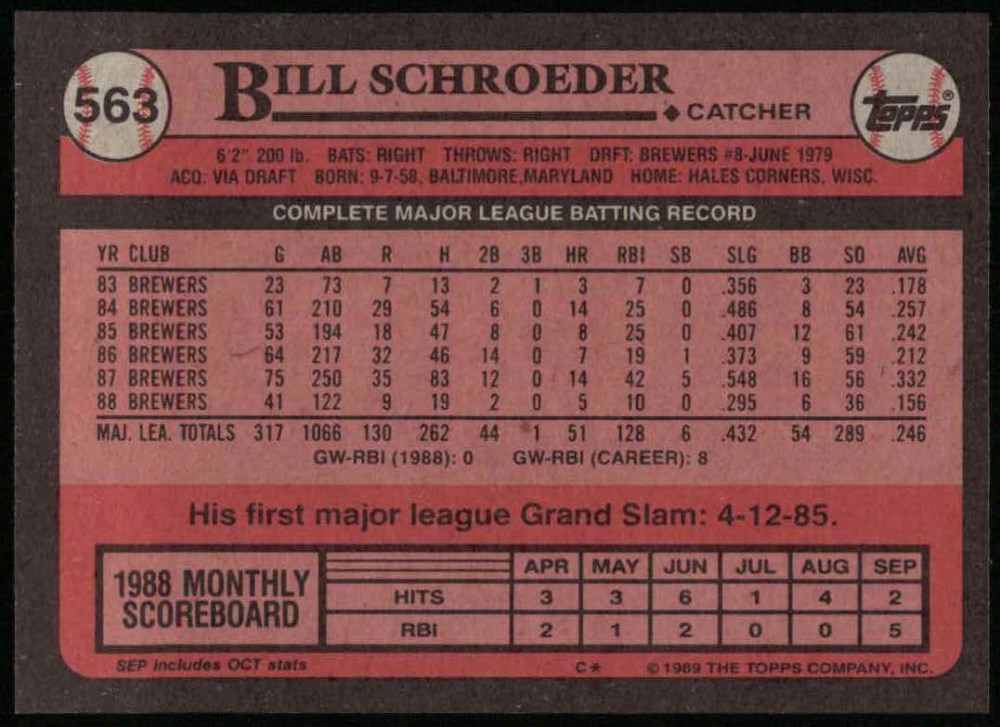 563
BILL SCHROEDER
◆ CATCHER
TOPPS®
6'2" 200 lb. BATS: RIGHT THROWS: RIGHT DRFT: BREWERS #8-JUNE 1979
ACQ: VIA DRAFT BORN: 9-7-58, BALTIMORE,MARYLAND HOME: HALES CORNERS, WISC.
COMPLETE MAJOR LEAGUE BATTING RECORD
YR CLUB G AB R H 2B 3B HR RBI SB SLG BB SO AVG
83 BREWERS 23 73 7 13 2 1 3 7 0 .356 3 23 .178
84 BREWERS 61 210 29 54 6 0 14 25 0 .486 8 54 .257
85 BREWERS 53 194 18 47 8 0 8 25 0 .407 12 61 .242
86 BREWERS 64 217 32 46 14 0 7 19 1 .373 9 59 .212
87 BREWERS 75 250 35 83 12 0 14 42 5 .548 16 56 .332
88 BREWERS 41 122 9 19 2 0 5 10 0 .295 6 36 .156
MAJ. LEA. TOTALS 317 1066 130 262 44 1 51 128 6 .432 54 289 .246
GW-RBI (1988): 0 GW-RBI (CAREER): 8
His first major league Grand Slam: 4-12-85.
1988 MONTHLY
SCOREBOARD
APR MAY JUN JUL AUG SEP
HITS 3 3 6 1 4 2
RBI 2 1 2 0 0 5
SEP includes OCT stats
C*
© 1989 THE TOPPS COMPANY, INC.